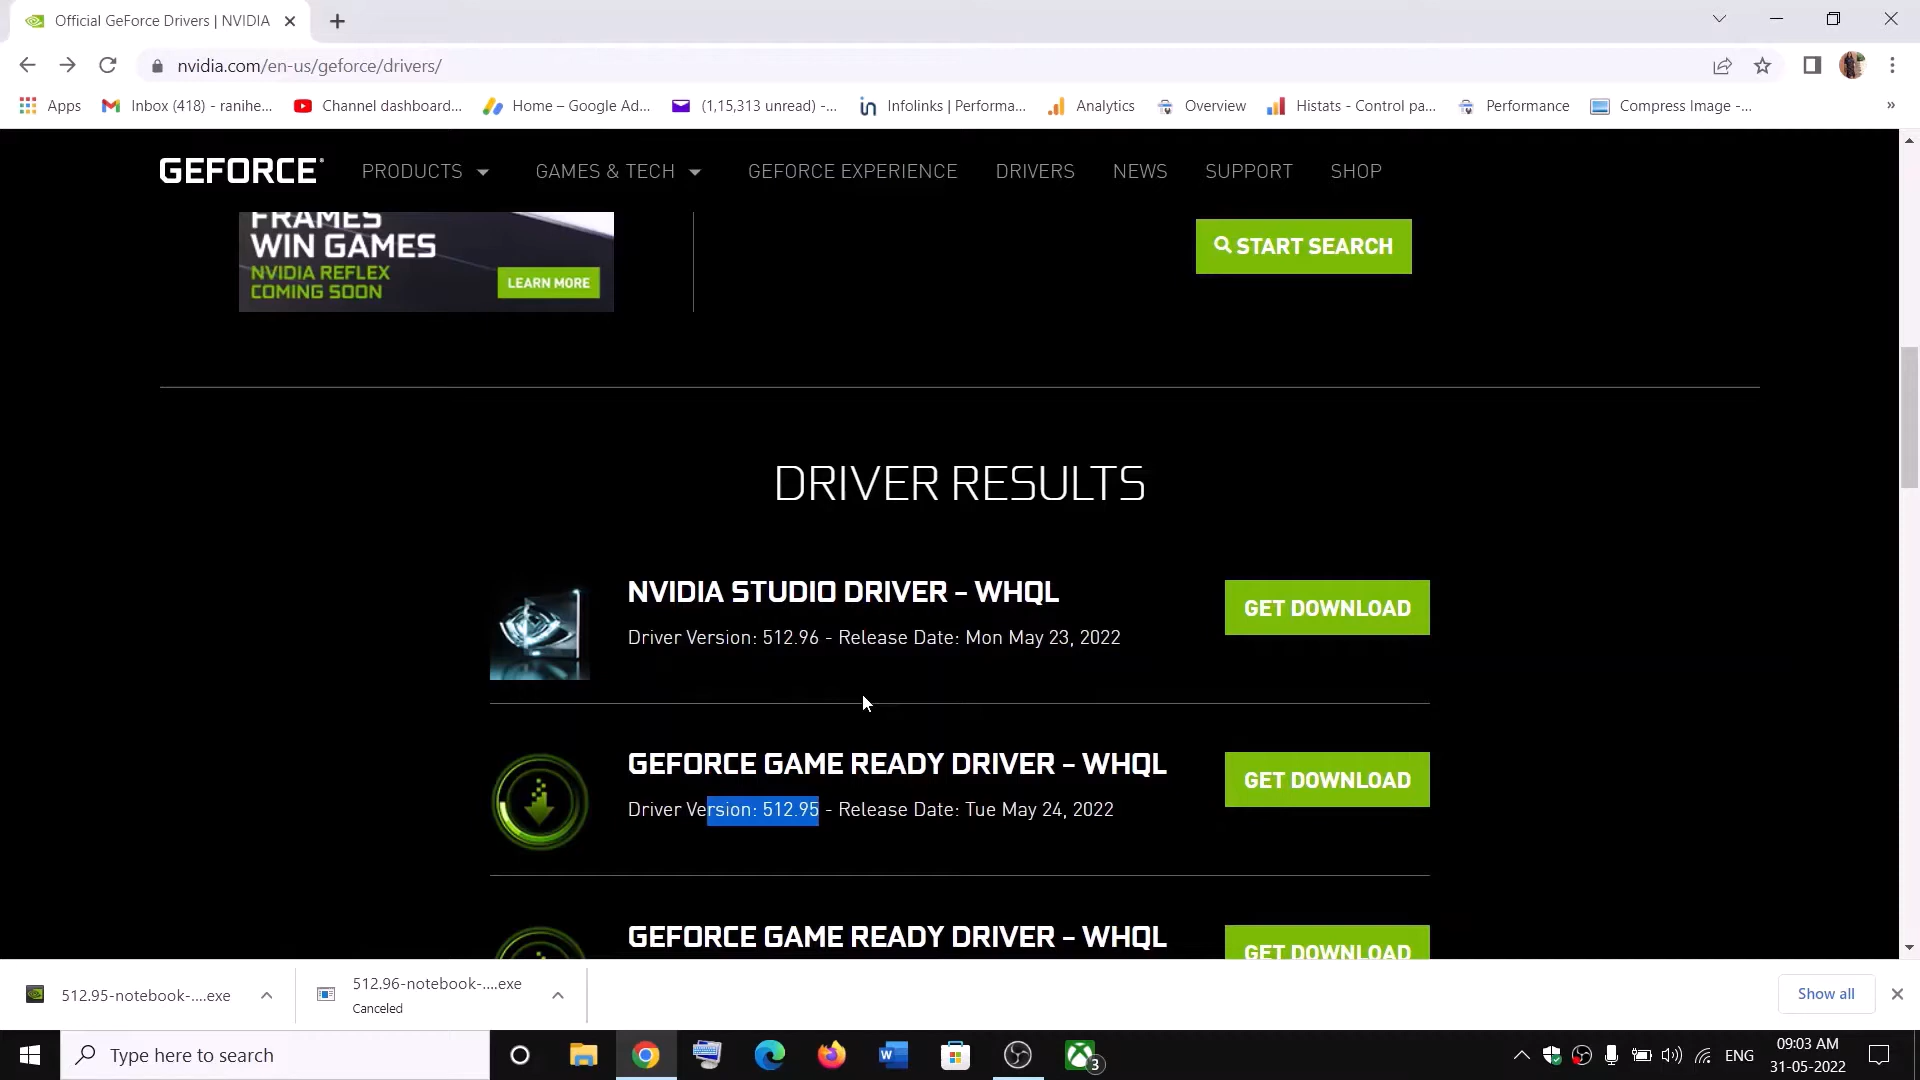 Official GeForce Drivers | NVIDIA
nvidia.com/en-us/geforce/drivers/
Apps
Inbox (418) - ranihe...
Channel dashboard...
Home – Google Ad...
(1,15,313 unread) -...
Infolinks | Performa...
Analytics
Overview
Histats - Control pa...
Performance
Compress Image -...
»
GEFORCE
PRODUCTS
GAMES & TECH
GEFORCE EXPERIENCE
DRIVERS
NEWS
SUPPORT
SHOP
FRAMES
WIN GAMES
NVIDIA REFLEX
COMING SOON
LEARN MORE
START SEARCH
DRIVER RESULTS
NVIDIA STUDIO DRIVER – WHQL
Driver Version: 512.96 - Release Date: Mon May 23, 2022
GET DOWNLOAD
GEFORCE GAME READY DRIVER – WHQL
Driver Version: 512.95 - Release Date: Tue May 24, 2022
GET DOWNLOAD
GEFORCE GAME READY DRIVER – WHQL
GET DOWNLOAD
512.95-notebook-....exe
512.96-notebook-....exe
Canceled
Show all
Type here to search
W
3
ENG
09:03 AM
31-05-2022